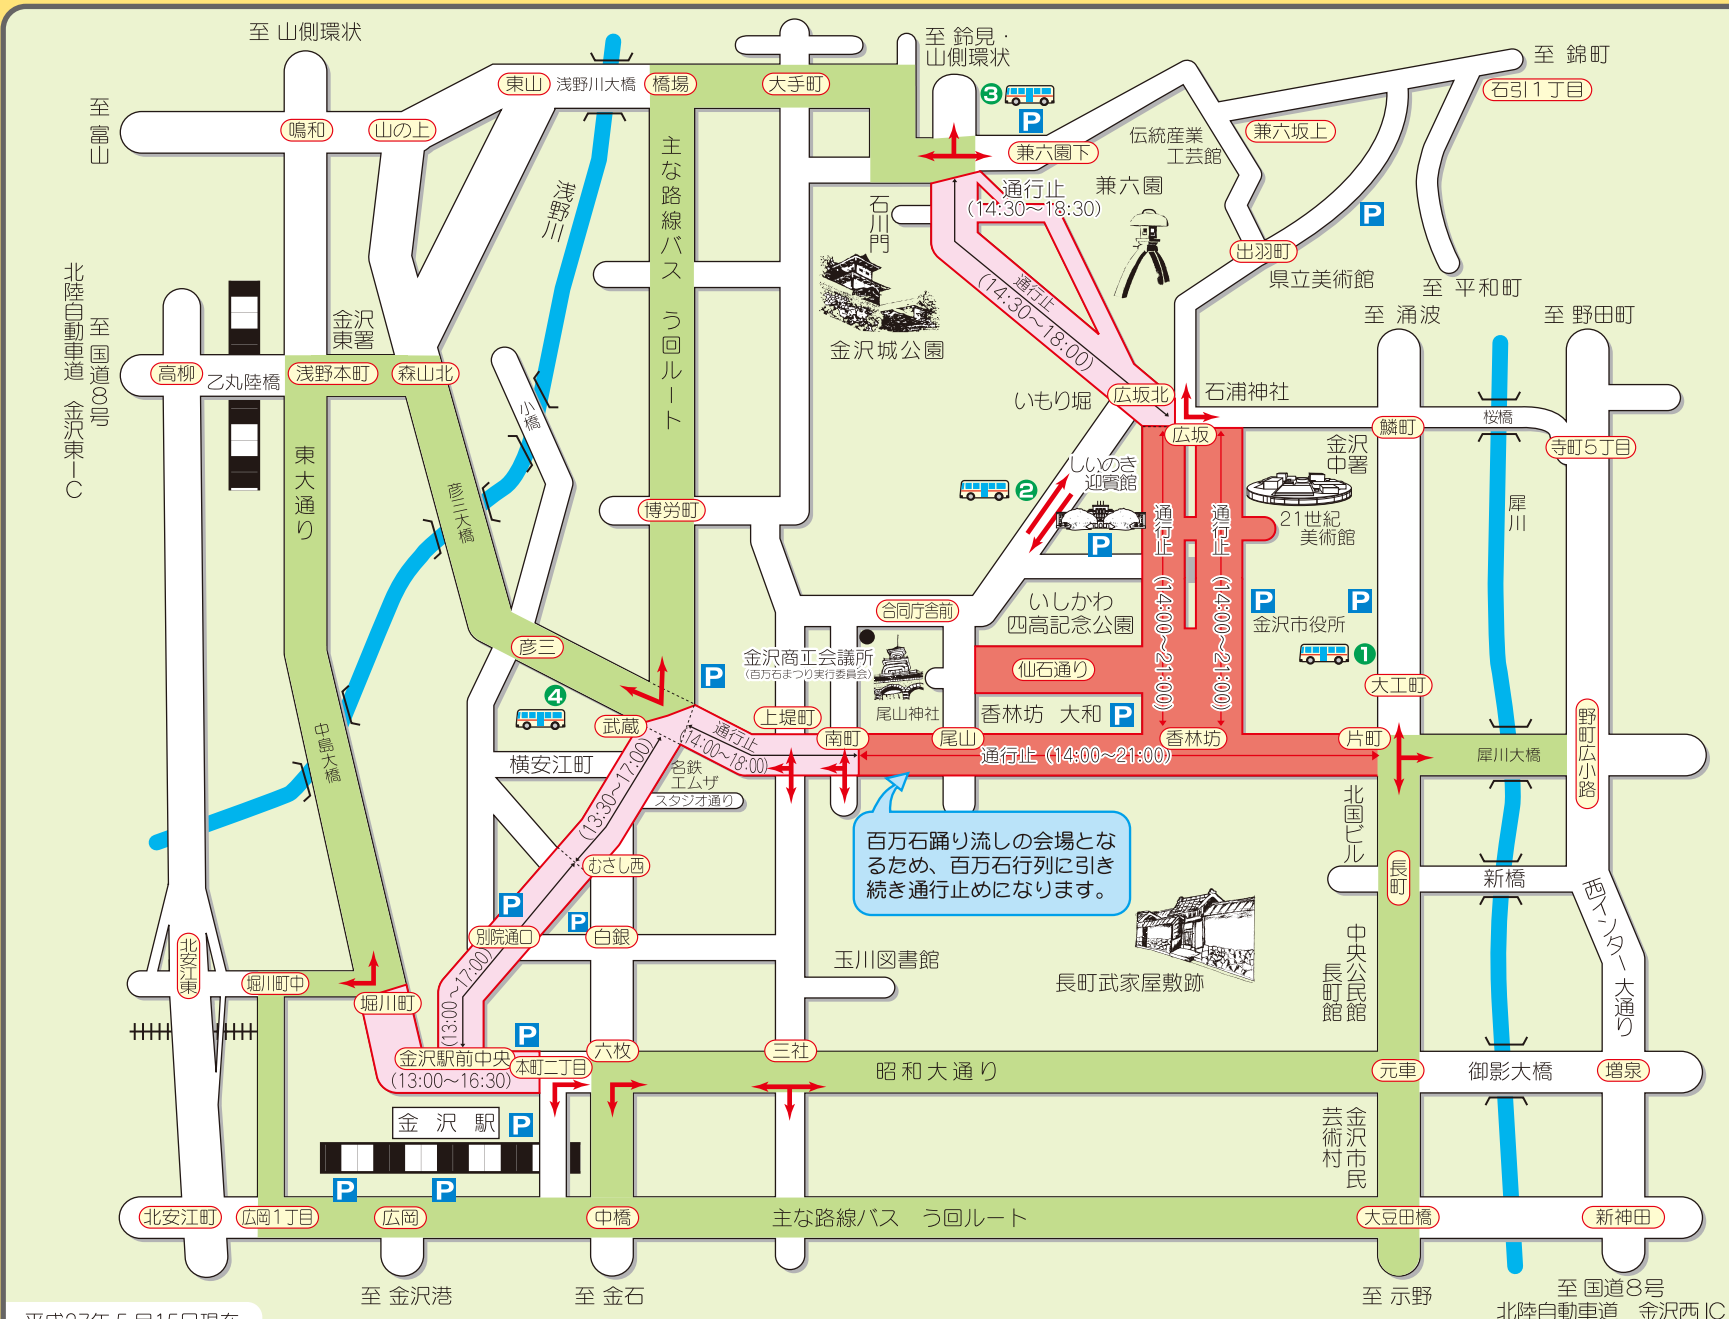 至 山側環状
至 鈴見・
山側環状
至 錦町
石引1丁目
東山
浅野川大橋
橋場
大手町
3
P
至 富山
鳴和
山の上
兼六園下
伝統産業
工芸館
兼六坂上
主な路線バス う回ルート
浅野川
石川門
通行止
(14:30〜18:30)
兼六園
P
出羽町
県立美術館
至 平和町
北陸自動車道 金沢東IC
至 国道8号
金沢
東署
金沢城公園
通行止
(14:30〜18:00)
至 涌波
至 野田町
高柳
乙丸陸橋
浅野本町
森山北
小橋
いもり堀
広坂北
石浦神社
広坂
鱗町
桜橋
寺町5丁目
金沢
中署
東大通り
彦三大橋
博労町
しいのき
迎賓館
2
P
通行止 (14:00〜21:00)
通行止 (14:00〜21:00)
21世紀
美術館
犀川
合同庁舎前
いしかわ
四高記念公園
P
P
金沢市役所
1
彦三
金沢商工会議所
(百万石まつり実行委員会)
仙石通り
大工町
P
4
尾山神社
香林坊 大和
P
武蔵
上堤町
南町
尾山
香林坊
片町
野町広小路
通行止
(14:00〜18:00)
通行止 (14:00〜21:00)
犀川大橋
中島大橋
横安江町
名鉄
エムザ
スタジオ通り
(13:30〜17:00)
北国ビル
百万石踊り流しの会場とな
るため、百万石行列に引き
続き通行止めになります。
むさし西
長町
新橋
西インター大通り
P
P
別院通口
白銀
北安江東
堀川町中
堀川町
玉川図書館
長町武家屋敷跡
中央公民館
長町館
(13:00〜17:00)
P
金沢駅前中央
(13:00〜16:30)
本町二丁目
六枚
三社
昭和大通り
元車
御影大橋
増泉
金沢駅
P
金沢市民
芸術村
P
P
北安江町
広岡1丁目
広岡
中橋
主な路線バス う回ルート
大豆田橋
新神田
至 金沢港
至 金石
至 示野
至 国道8号
北陸自動車道 金沢西IC
平成27年5月15日現在